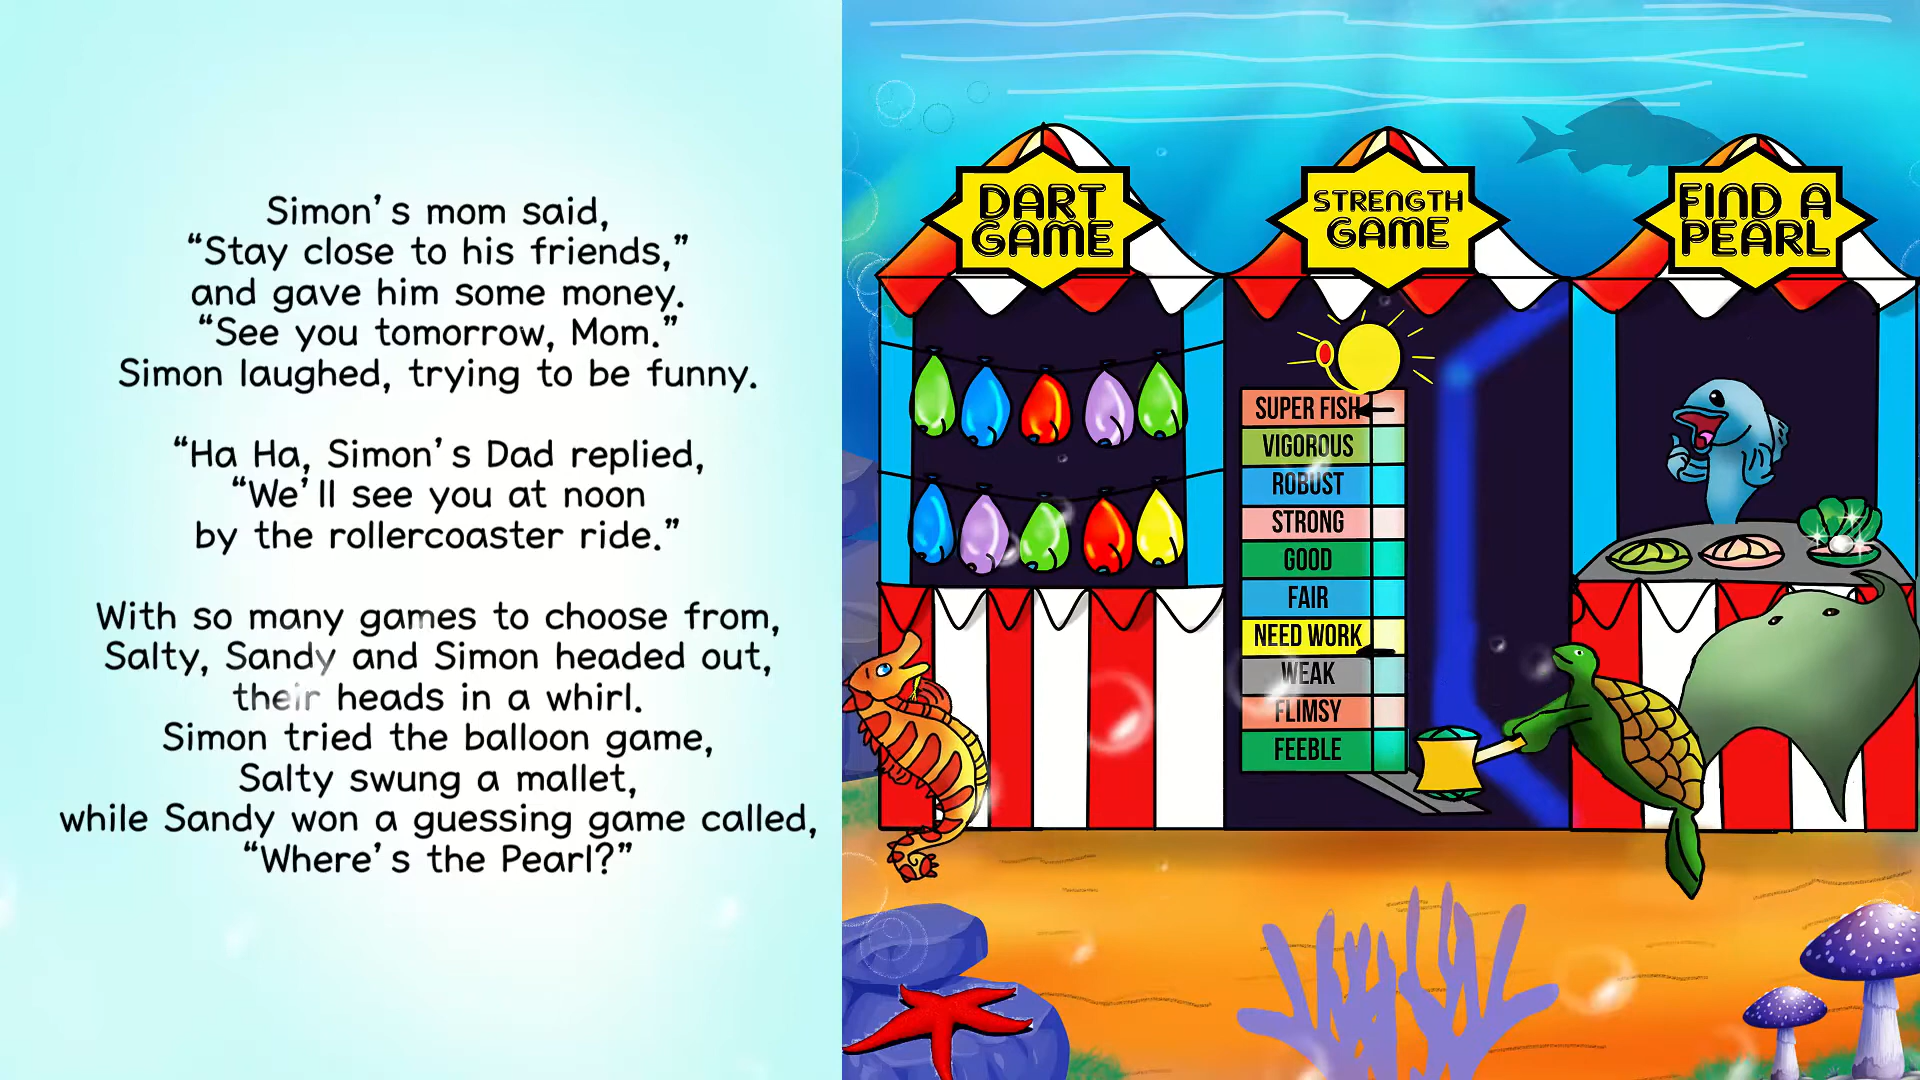 Simon's mom said,
“Stay close to his friends,”
and gave him some money.
“See you tomorrow, Mom.”
Simon laughed, trying to be funny.
“Ha Ha, Simon's Dad replied,
“We'll see you at noon
by the rollercoaster ride.”
With so many games to choose from,
Salty, Sandy and Simon headed out,
their heads in a whirl.
Simon tried the balloon game,
Salty swung a mallet,
while Sandy won a guessing game called,
“Where's the Pearl?”
DART
GAME
STRENGTH
GAME
FIND A
PEARL
SUPER FISH
VIGOROUS
ROBUST
STRONG
GOOD
FAIR
NEED WORK
WEAK
FLIMSY
FEEBLE